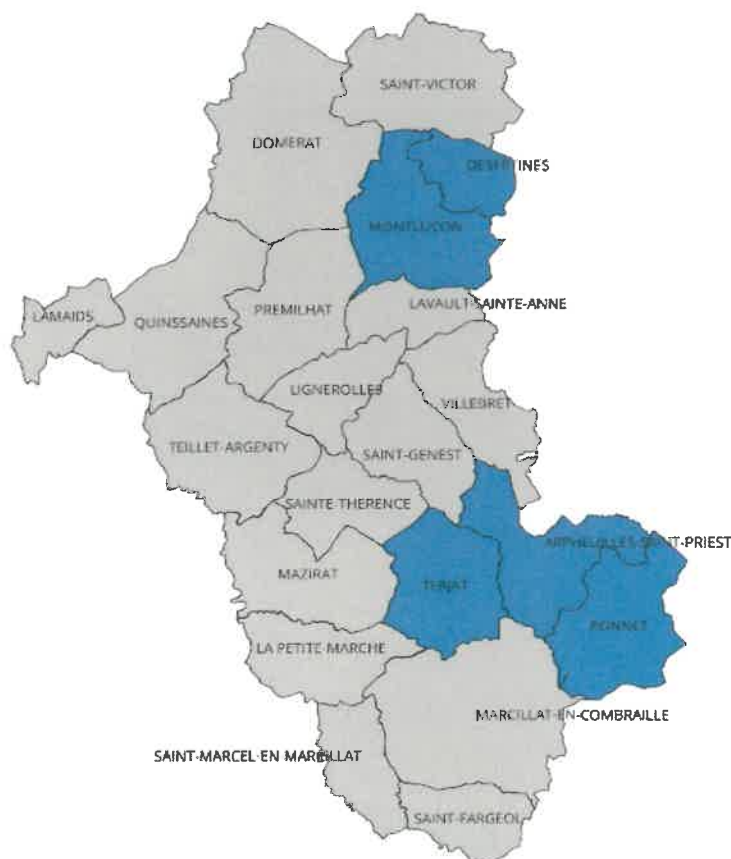 SAINT-VICTOR
DOMERAT
DESERTINES
MONTLUCON
LAMAIDS
QUINSSAINES
PREMILHAT
LAVAULT-SAINTE-ANNE
LIGNEROLLES
VILLEBRET
TEILLET-ARGENTY
SAINT-GENEST
SAINTE-THERENCE
ARPHEUILLES-SAINT-PRIEST
MAZIRAT
TERJAT
RONNET
LA PETITE MARCHE
MARCILLAT-EN-COMBRAILLE
SAINT-MARCEL-EN-MARCILLAT
SAINT-FARGEOL